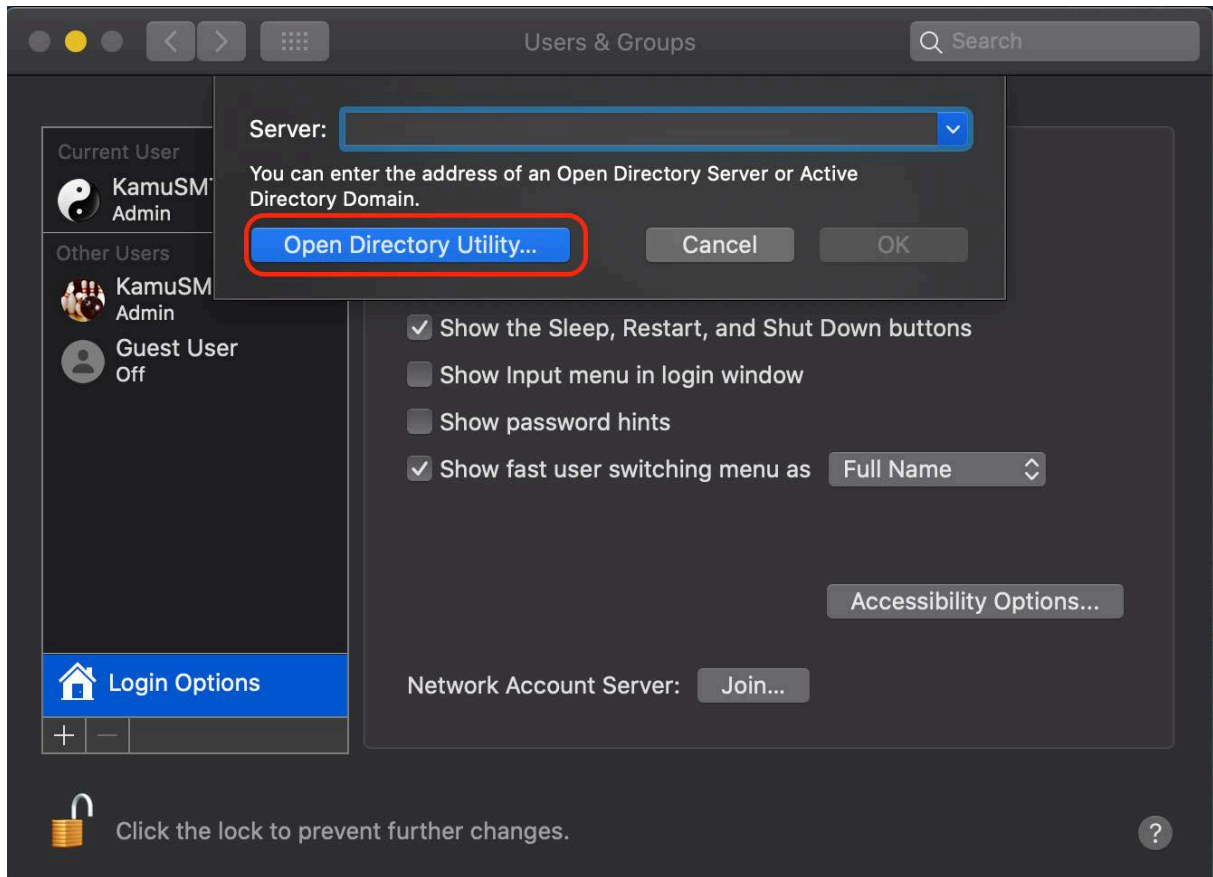 Users & Groups
Search
Server:
You can enter the address of an Open Directory Server or Active
Directory Domain.
Open Directory Utility...
Cancel
OK
Current User
KamuSM
Admin
Other Users
KamuSM
Admin
Guest User
Off
Login Options
Show the Sleep, Restart, and Shut Down buttons
Show Input menu in login window
Show password hints
Show fast user switching menu as
Full Name
Accessibility Options...
Network Account Server:
Join...
Click the lock to prevent further changes.
?